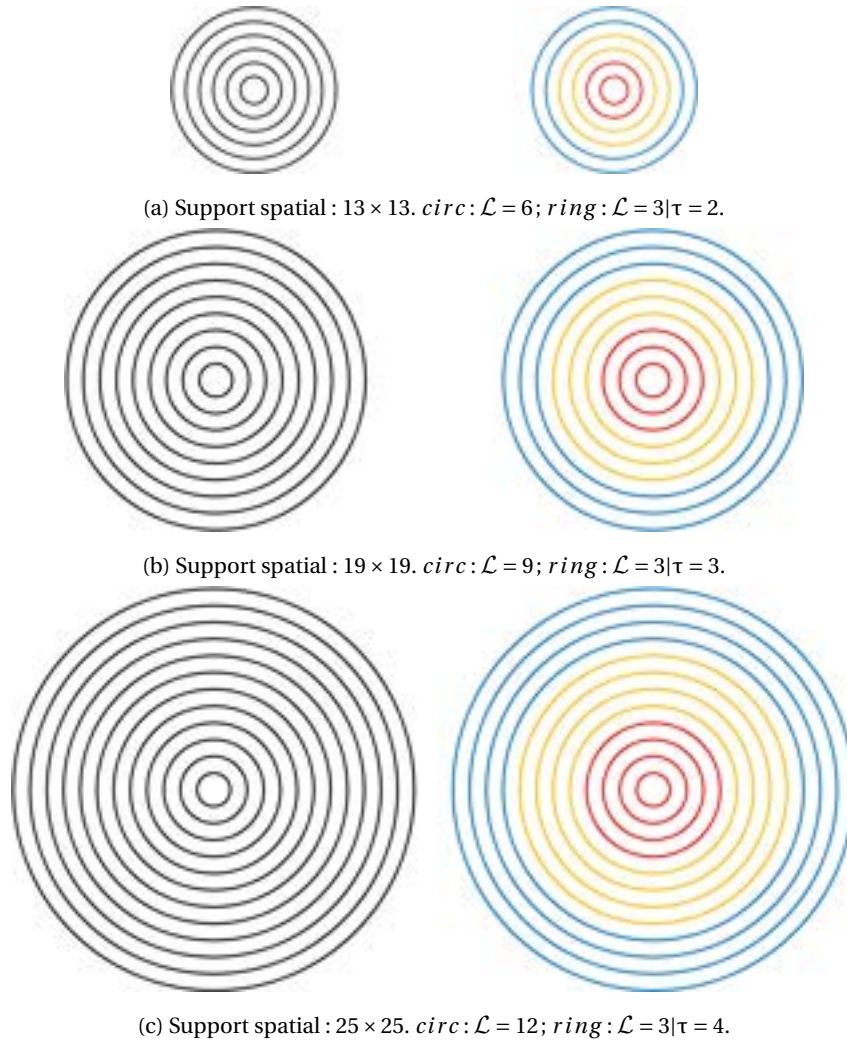 (a) Support spatial : 13 × 13. circ : ℒ = 6; ring : ℒ = 3|τ = 2.
(b) Support spatial : 19 × 19. circ : ℒ = 9; ring : ℒ = 3|τ = 3.
(c) Support spatial : 25 × 25. circ : ℒ = 12; ring : ℒ = 3|τ = 4.